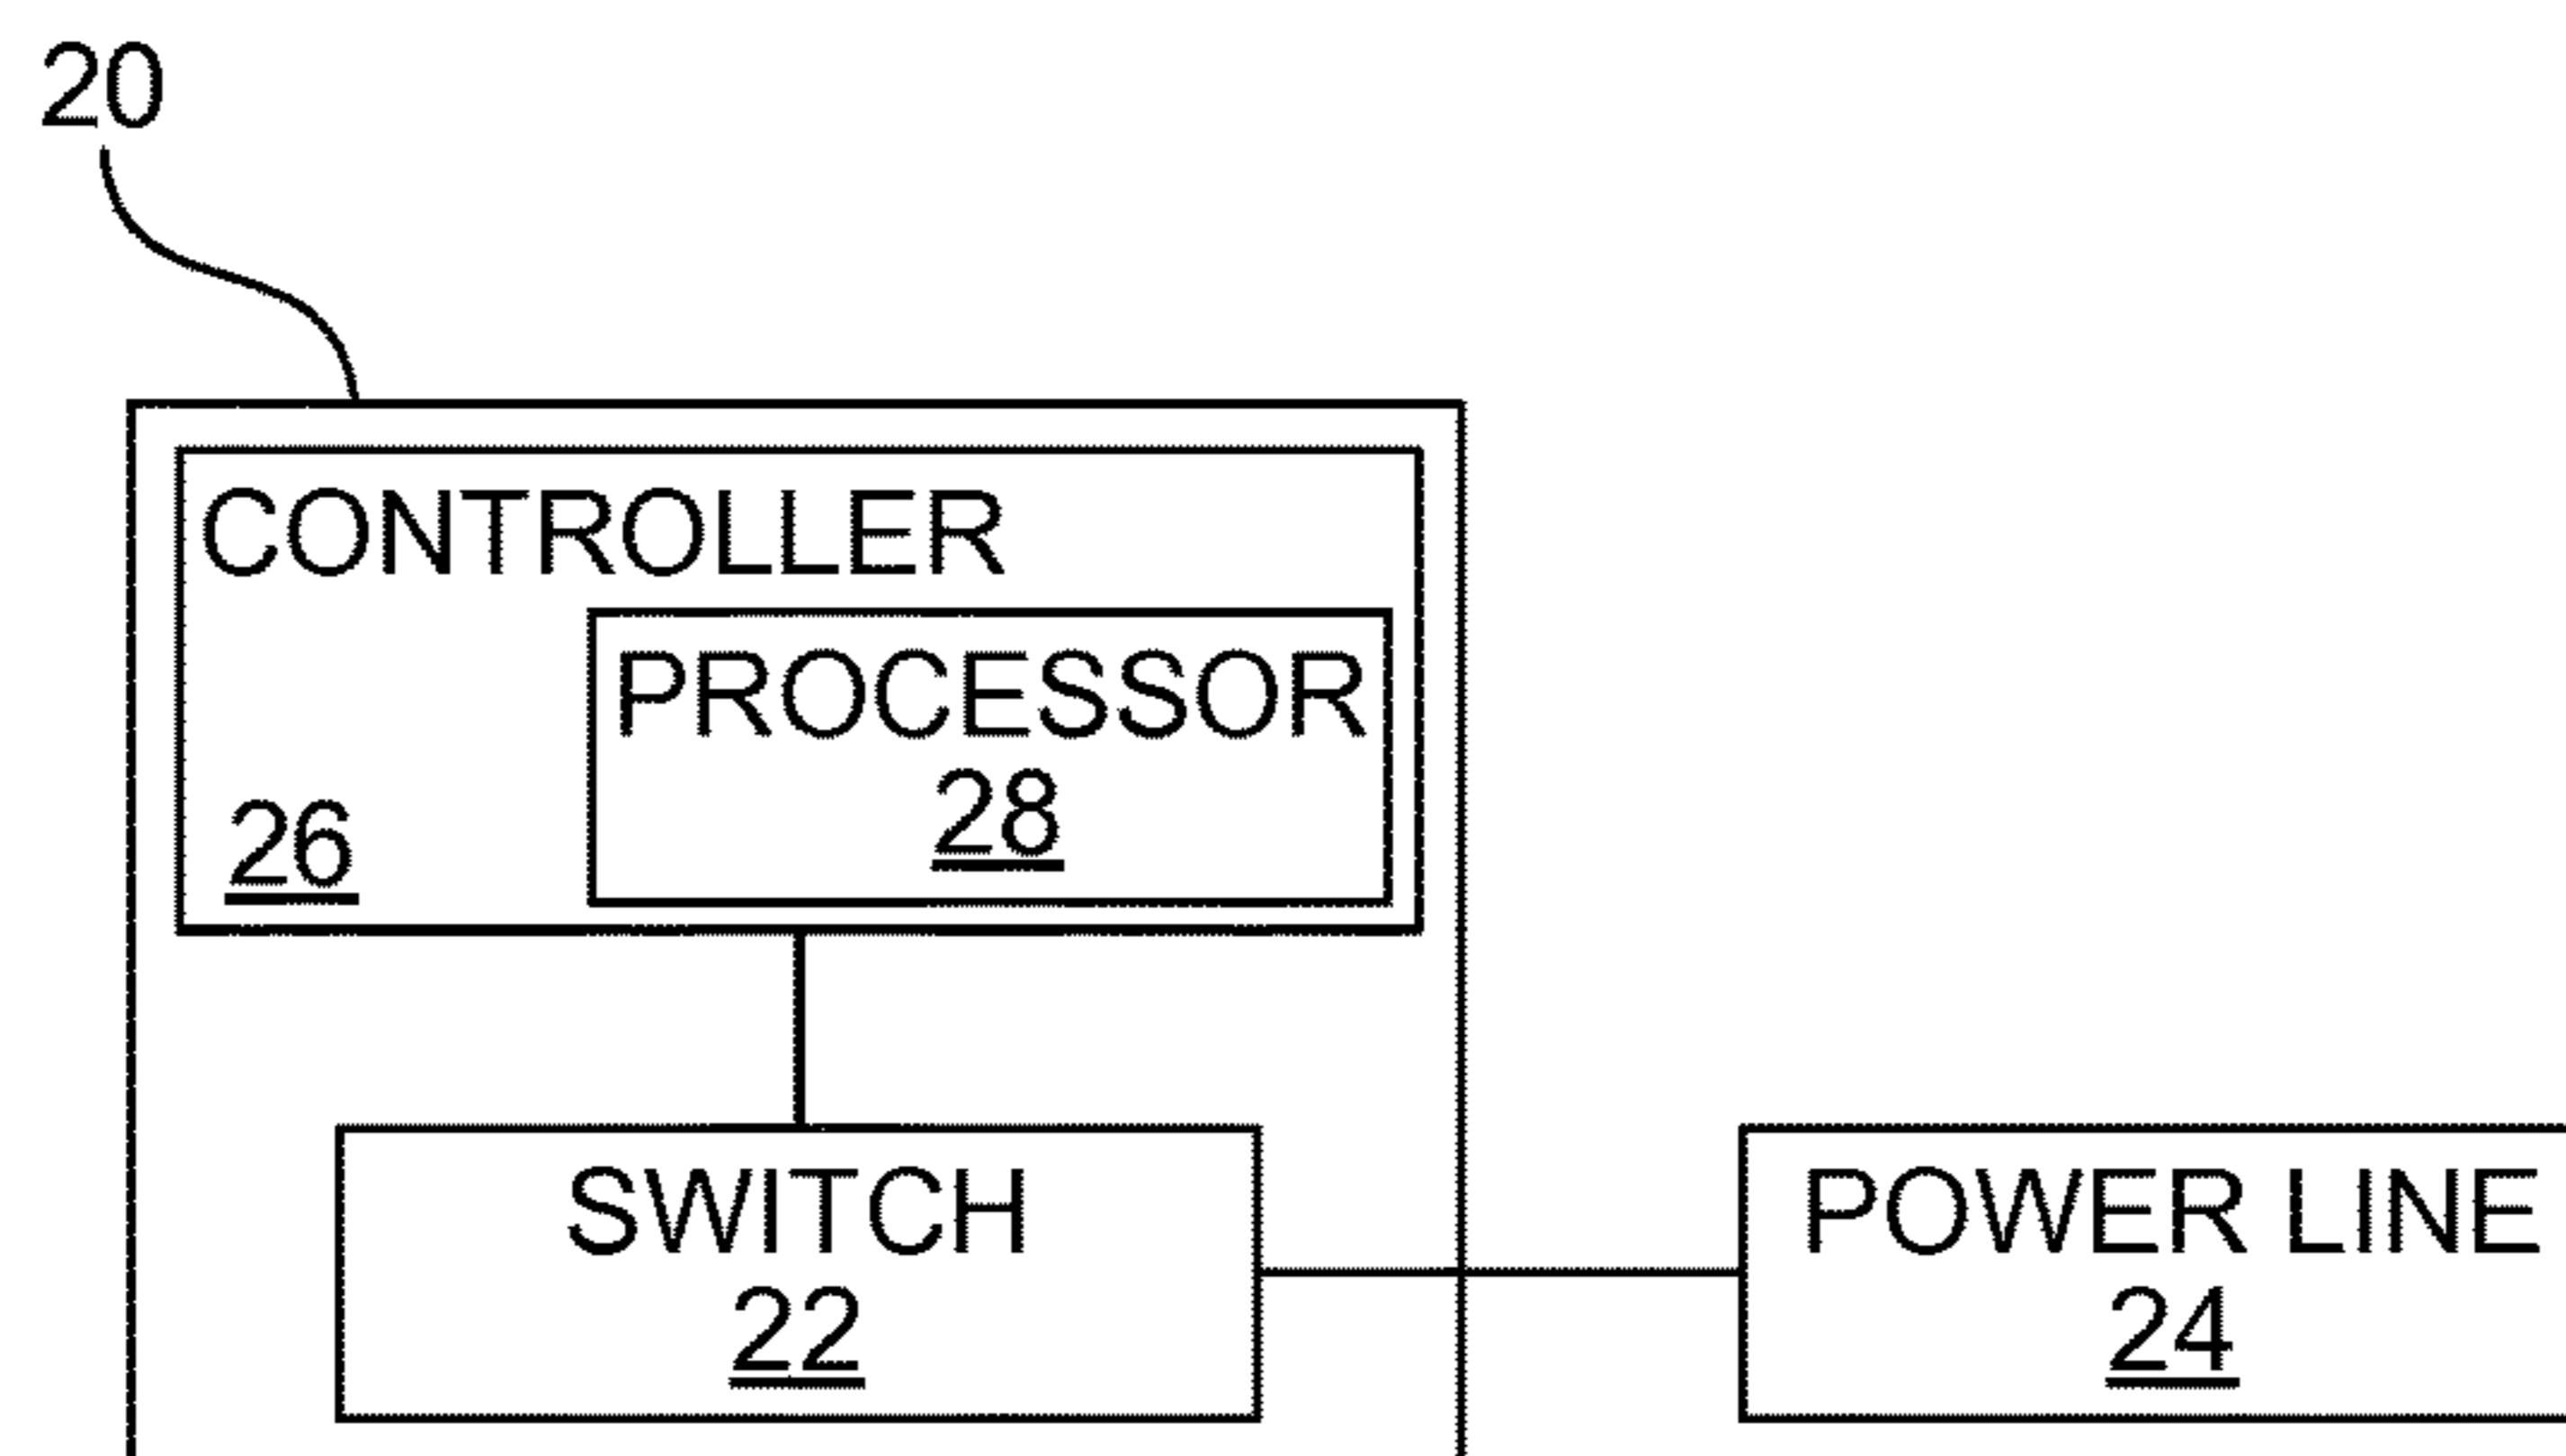 20
CONTROLLER
PROCESSOR
28
26
SWITCH
22
POWER LINE
24